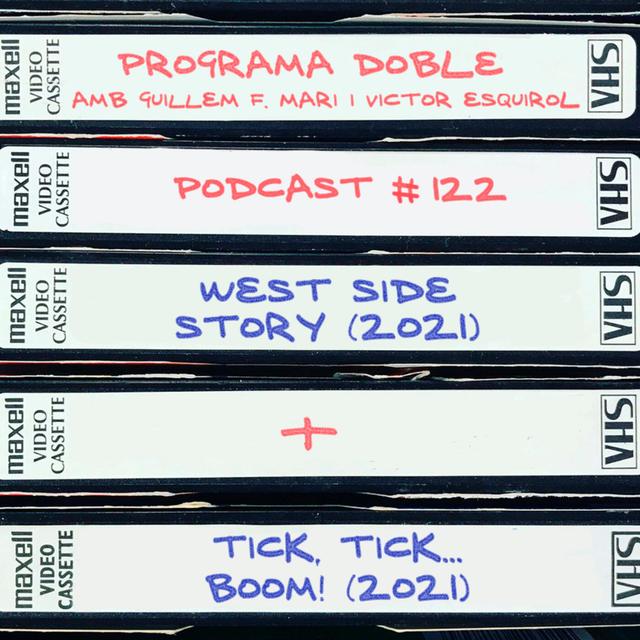 maxell
VIDEO
CASSETTE
PROGRAMA DOBLE
AMB GUILLEM F. MARI I VICTOR ESQUIROL
VHS
maxell
VIDEO
CASSETTE
PODCAST # 122
VHS
maxell
VIDEO
CASSETTE
WEST SIDE
STORY (2021)
VHS
maxell
VIDEO
CASSETTE
+
VHS
maxell
VIDEO
CASSETTE
TICK, TICK...
BOOM! (2021)
VHS